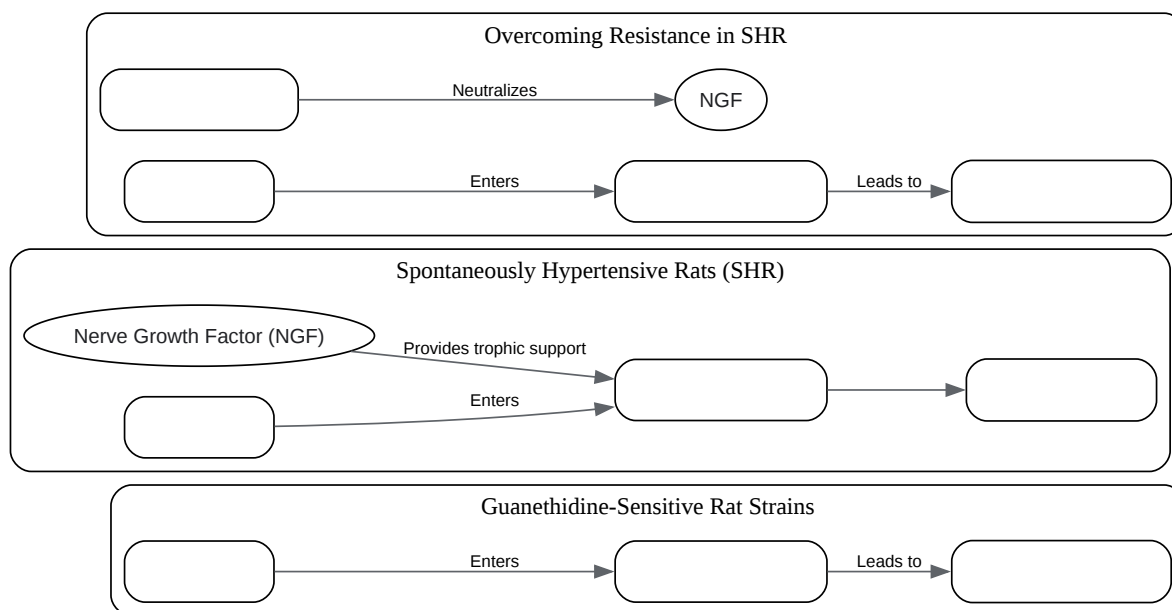 Overcoming Resistance in SHR
Neutralizes
NGF
Enters
Leads to
Spontaneously Hypertensive Rats (SHR)
Nerve Growth Factor (NGF)
Provides trophic support
Enters
Guanethidine-Sensitive Rat Strains
Enters
Leads to